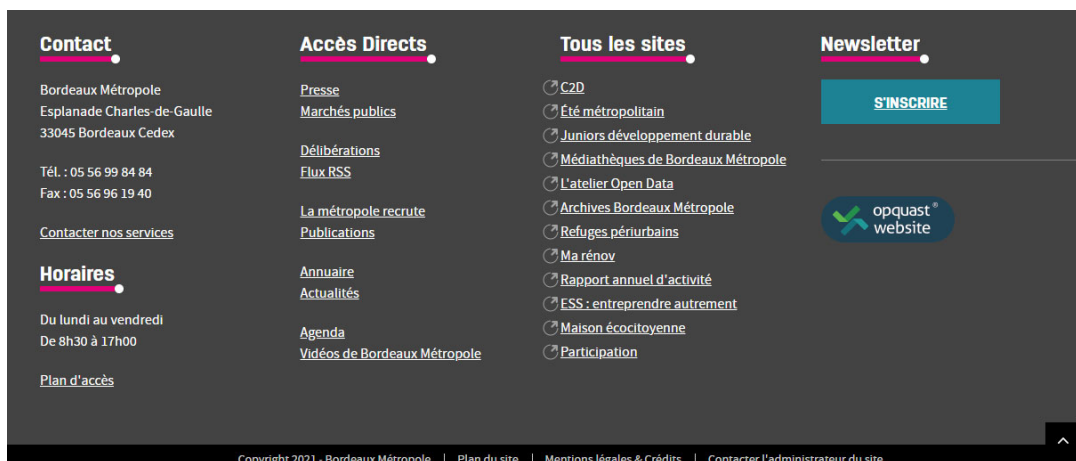 Contact
Bordeaux Métropole
Esplanade Charles-de-Gaulle
33045 Bordeaux Cedex
Tél. : 05 56 99 84 84
Fax : 05 56 96 19 40
Contacter nos services
Horaires
Du lundi au vendredi
De 8h30 à 17h00
Plan d'accès
Accès Directs
Presse
Marchés publics
Délibérations
Flux RSS
La métropole recrute
Publications
Annuaire
Actualités
Agenda
Vidéos de Bordeaux Métropole
Tous les sites
C2D
Été métropolitain
Juniors développement durable
Médiathèques de Bordeaux Métropole
L'atelier Open Data
Archives Bordeaux Métropole
Refuges périurbains
Ma rénov
Rapport annuel d'activité
ESS : entreprendre autrement
Maison écocitoyenne
Participation
Newsletter
S'INSCRIRE
opquast®
website
Copyright 2021 - Bordeaux Métropole | Plan du site | Mentions légales & Crédits | Contacter l'administrateur du site